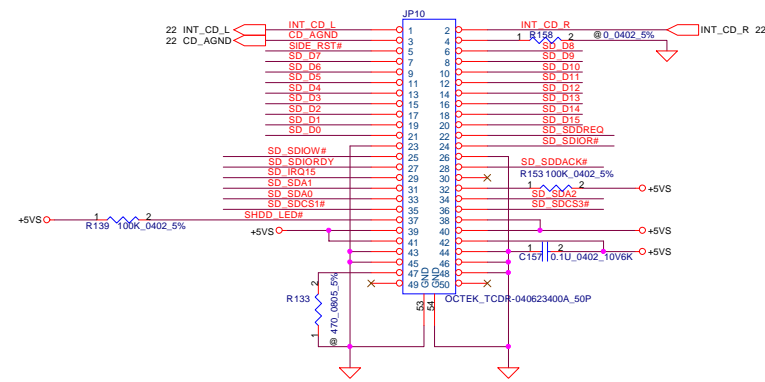 JP10
22 INT_CD_L INT_CD_L 1 2 INT_CD_R INT_CD_R 22
22 CD_AGND CD_AGND 3 4 1 R158 2 @0_0402_5%
SIDE_RST# 5 6 SD_D8
SD_D7 7 8 SD_D9
SD_D6 9 10 SD_D10
SD_D5 11 12 SD_D11
SD_D4 13 14 SD_D12
SD_D3 15 16 SD_D13
SD_D2 17 18 SD_D14
SD_D1 19 20 SD_D15
SD_D0 21 22 SD_SDDREQ
23 24 SD_SDIOR#
SD_SDIOW# 25 26
SD_SDIORDY 27 28 SD_SDDACK#
SD_IRQ15 29 30 R153 100K_0402_5%
SD_SDA1 31 32 1 2 +5VS
SD_SDA0 33 34 SD_SDA2
SD_SDCS1# 35 36 SD_SDCS3#
+5VS 1 2 SHDD_LED# 37 38
R139 100K_0402_5% +5VS 39 40 +5VS
41 42
43 44 1 2 +5VS
45 46 C157 0.1U_0402_10V6K
47 48
49 50
GND GND
OCTEK_TCDR-040623400A_50P
53 54
2
R133
1
@ 470_0805_5%